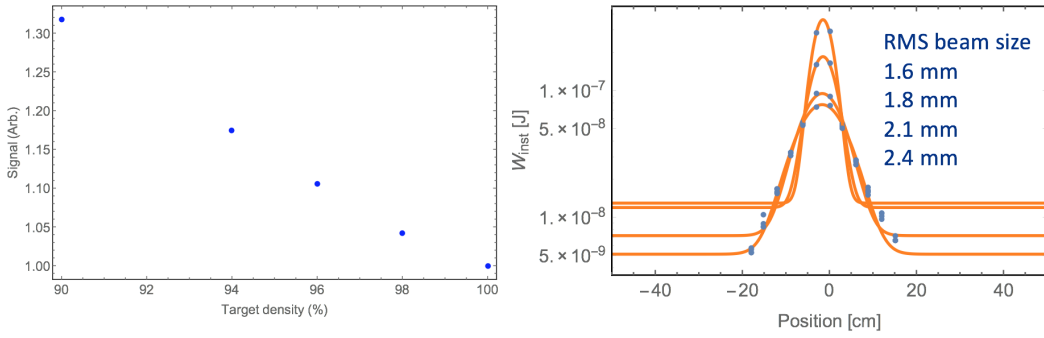 1.30
1.25
1.20
1.15
1.10
1.05
1.00
Signal (Arb.)
90 92 94 96 98 100
Target density (%)
RMS beam size
1.6 mm
1.8 mm
2.1 mm
2.4 mm
1. × 10⁻⁷
5. × 10⁻⁸
1. × 10⁻⁸
5. × 10⁻⁹
Winst [J]
−40 −20 0 20 40
Position [cm]